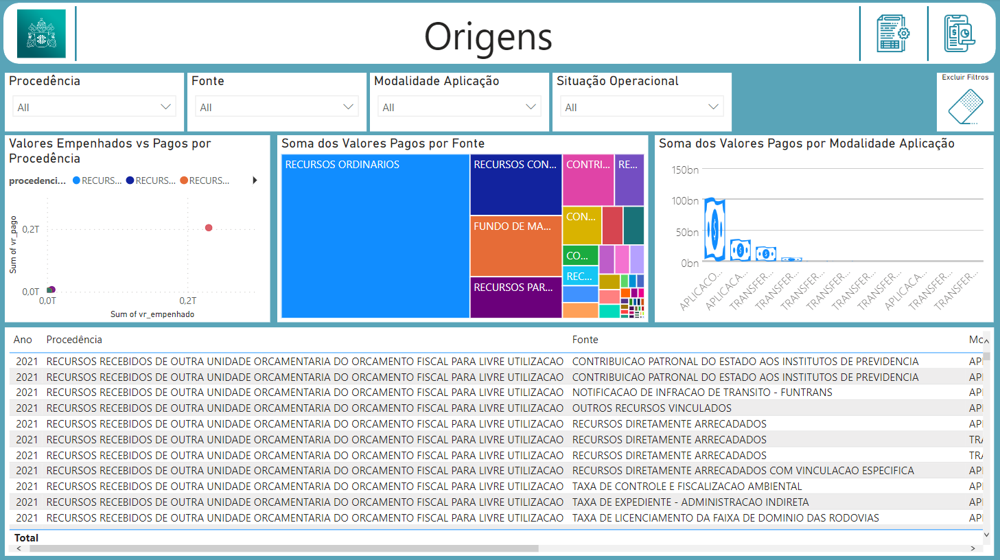 Origens
Procedência
All
Fonte
All
Modalidade Aplicação
All
Situação Operacional
All
Excluir Filtros
Valores Empenhados vs Pagos por
Procedência
procedenci... RECURS... RECURS... RECURS...
Sum of vr_pago
0,2T
0,0T
0,0T 0,2T
Sum of vr_empenhado
Soma dos Valores Pagos por Fonte
RECURSOS ORDINARIOS
RECURSOS CON...
CONTRI...
RE...
FUNDO DE MA...
CON...
CO...
REC...
RECURSOS PAR...
Soma dos Valores Pagos por Modalidade Aplicação
150bn
100bn
50bn
0bn
APLICACO...
APLICACA...
TRANSFER...
TRANSFER...
TRANSFER...
TRANSFER...
TRANSFER...
TRANSFER...
APLICACA...
TRANSFER...
TRANSFER...
Ano Procedência Fonte Mo
2021 RECURSOS RECEBIDOS DE OUTRA UNIDADE ORCAMENTARIA DO ORCAMENTO FISCAL PARA LIVRE UTILIZACAO CONTRIBUICAO PATRONAL DO ESTADO AOS INSTITUTOS DE PREVIDENCIA API
2021 RECURSOS RECEBIDOS DE OUTRA UNIDADE ORCAMENTARIA DO ORCAMENTO FISCAL PARA LIVRE UTILIZACAO CONTRIBUICAO PATRONAL DO ESTADO AOS INSTITUTOS DE PREVIDENCIA API
2021 RECURSOS RECEBIDOS DE OUTRA UNIDADE ORCAMENTARIA DO ORCAMENTO FISCAL PARA LIVRE UTILIZACAO NOTIFICACAO DE INFRACAO DE TRANSITO - FUNTRANS API
2021 RECURSOS RECEBIDOS DE OUTRA UNIDADE ORCAMENTARIA DO ORCAMENTO FISCAL PARA LIVRE UTILIZACAO OUTROS RECURSOS VINCULADOS API
2021 RECURSOS RECEBIDOS DE OUTRA UNIDADE ORCAMENTARIA DO ORCAMENTO FISCAL PARA LIVRE UTILIZACAO RECURSOS DIRETAMENTE ARRECADADOS API
2021 RECURSOS RECEBIDOS DE OUTRA UNIDADE ORCAMENTARIA DO ORCAMENTO FISCAL PARA LIVRE UTILIZACAO RECURSOS DIRETAMENTE ARRECADADOS TRA
2021 RECURSOS RECEBIDOS DE OUTRA UNIDADE ORCAMENTARIA DO ORCAMENTO FISCAL PARA LIVRE UTILIZACAO RECURSOS DIRETAMENTE ARRECADADOS TRA
2021 RECURSOS RECEBIDOS DE OUTRA UNIDADE ORCAMENTARIA DO ORCAMENTO FISCAL PARA LIVRE UTILIZACAO RECURSOS DIRETAMENTE ARRECADADOS COM VINCULACAO ESPECIFICA API
2021 RECURSOS RECEBIDOS DE OUTRA UNIDADE ORCAMENTARIA DO ORCAMENTO FISCAL PARA LIVRE UTILIZACAO TAXA DE CONTROLE E FISCALIZACAO AMBIENTAL API
2021 RECURSOS RECEBIDOS DE OUTRA UNIDADE ORCAMENTARIA DO ORCAMENTO FISCAL PARA LIVRE UTILIZACAO TAXA DE EXPEDIENTE - ADMINISTRACAO INDIRETA API
2021 RECURSOS RECEBIDOS DE OUTRA UNIDADE ORCAMENTARIA DO ORCAMENTO FISCAL PARA LIVRE UTILIZACAO TAXA DE LICENCIAMENTO DA FAIXA DE DOMINIO DAS RODOVIAS API
Total